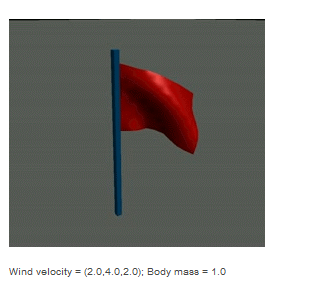 Wind velocity = (2.0,4.0,2.0); Body mass = 1.0